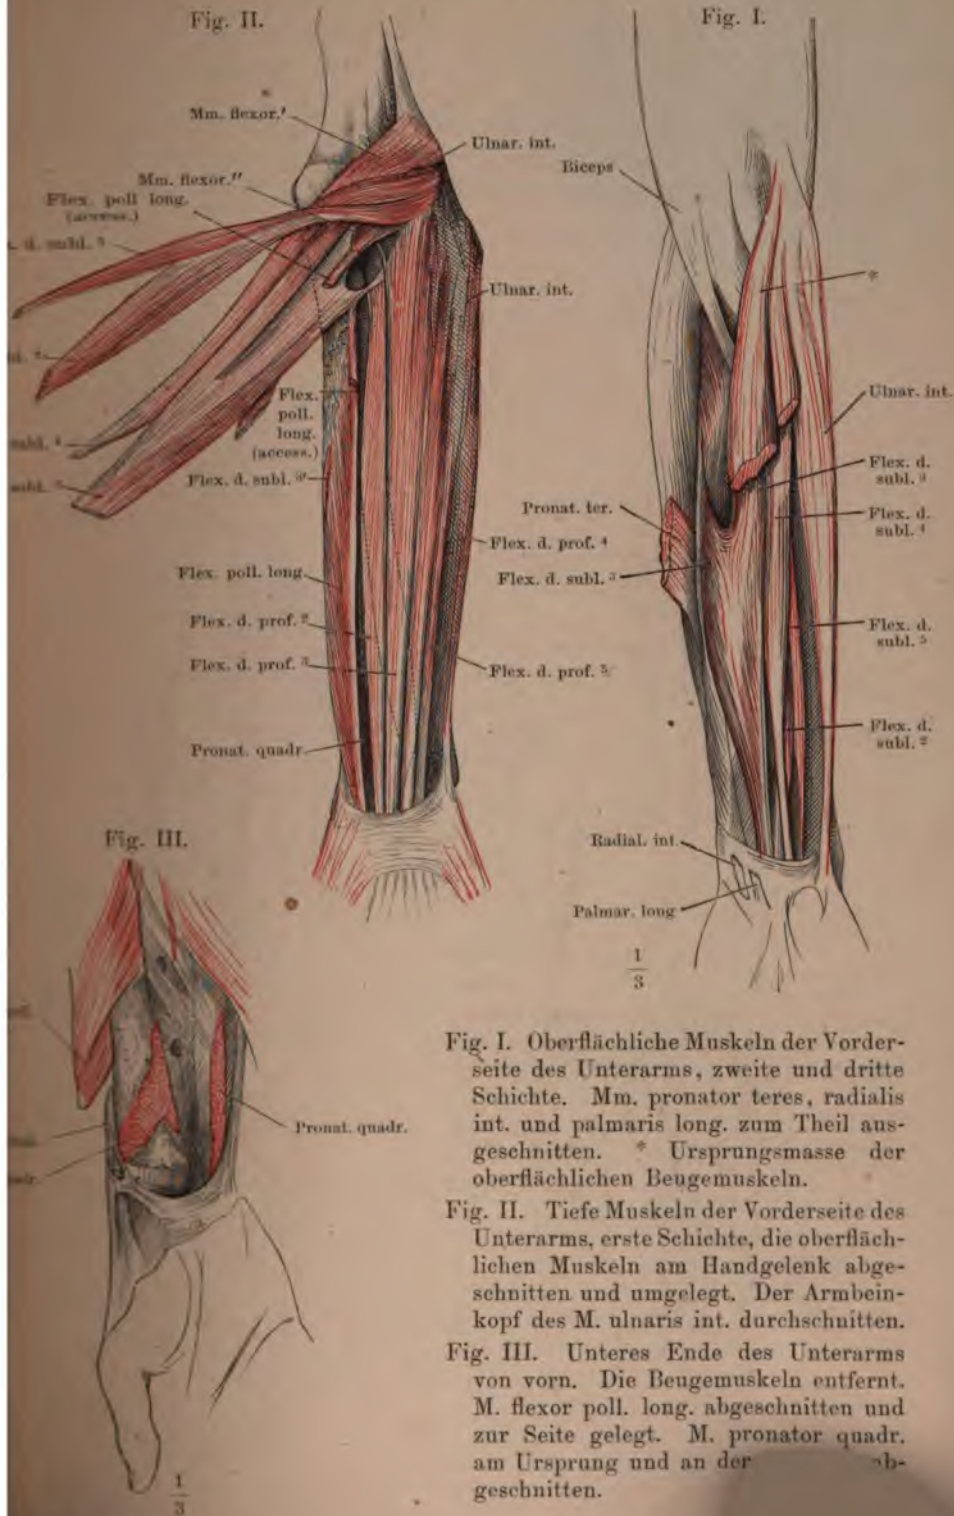 Fig. II.
Fig. I.
Mm. flexor.'
Ulnar. int.
Biceps
Mm. flexor."
Flex. poll long.
(access.)
d. subl. 5
*
Ulnar. int.
Ulnar. int.
Flex.
poll.
long.
(access.)
subl. 4
Flex. d.
subl. 3
subl.
Flex. d. subl.
Pronat. ter.
Flex. d.
subl. 4
Flex. d. prof. 4
Flex. poll. long.
Flex. d. subl. 3
Flex. d. prof. 2
Flex. d.
subl. 5
Flex. d. prof. 3
Flex. d. prof. 5
Pronat. quadr.
Flex. d.
subl. 2
Fig. III.
Radial. int.
Palmar. long
1
3
Pronat. quadr.
Fig. I. Oberflächliche Muskeln der Vorder-
seite des Unterarms, zweite und dritte
Schichte. Mm. pronator teres, radialis
int. und palmaris long. zum Theil aus-
geschnitten. * Ursprungsmasse der
oberflächlichen Beugemuskeln.
Fig. II. Tiefe Muskeln der Vorderseite des
Unterarms, erste Schichte, die oberfläch-
lichen Muskeln am Handgelenk abge-
schnitten und umgelegt. Der Armbein-
kopf des M. ulnaris int. durchschnitten.
Fig. III. Unteres Ende des Unterarms
von vorn. Die Beugemuskeln entfernt.
M. flexor poll. long. abgeschnitten und
zur Seite gelegt. M. pronator quadr.
am Ursprung und an der ab-
geschnitten.
1
3